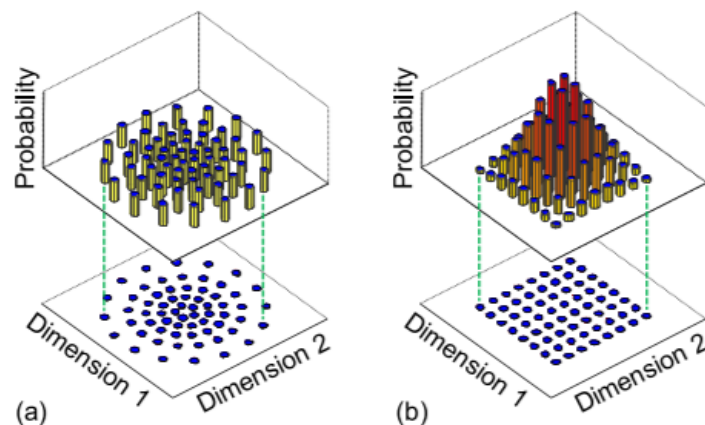 Probability
Dimension 1
Dimension 2
(a)
Probability
Dimension 1
Dimension 2
(b)